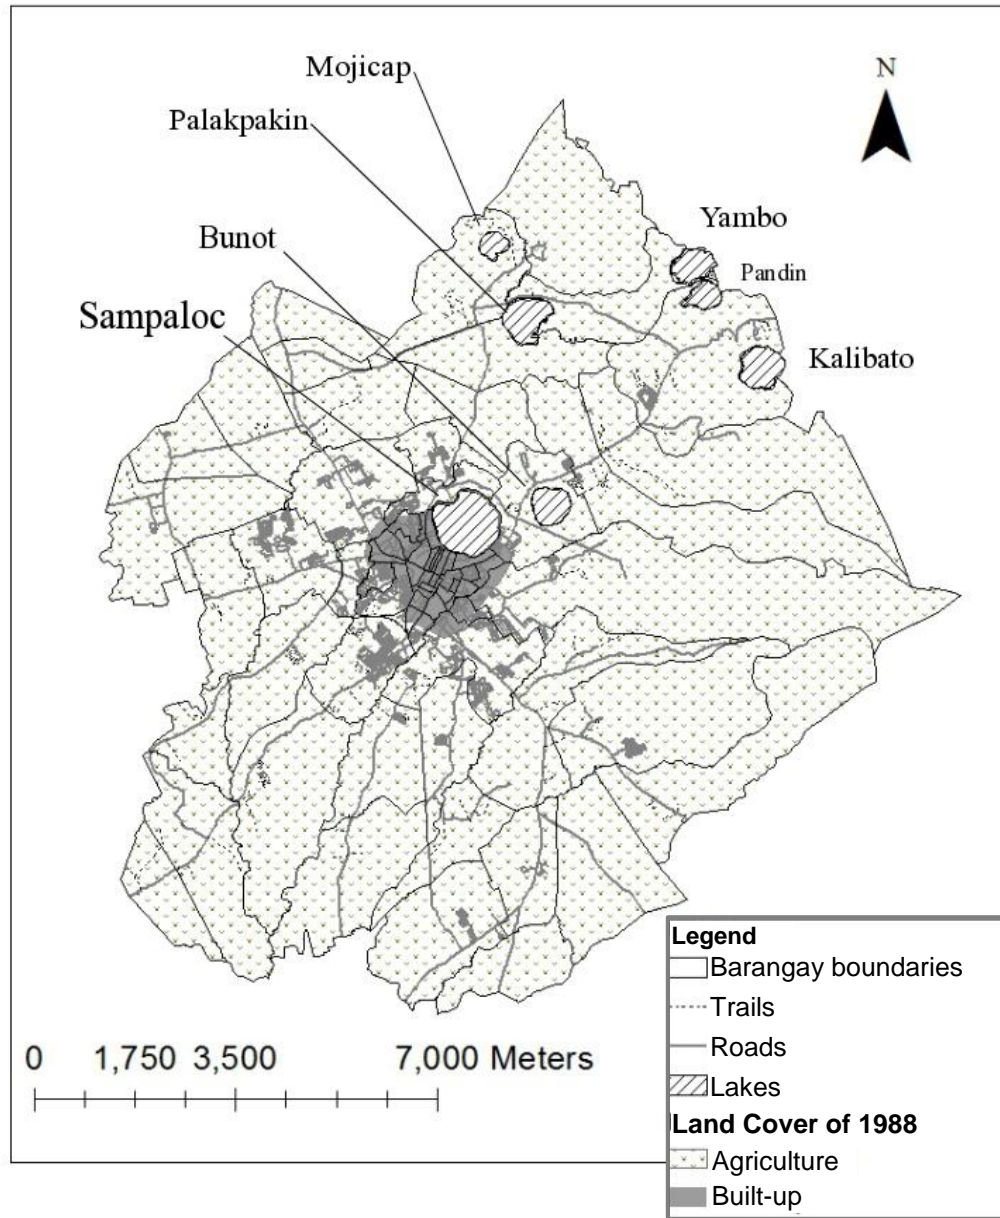 Mojicap
N
Palakpakin
Yambo
Bunot
Pandin
Sampaloc
Kalibato
Legend
Barangay boundaries
Trails
Roads
Lakes
Land Cover of 1988
Agriculture
Built-up
0 1,750 3,500 7,000 Meters